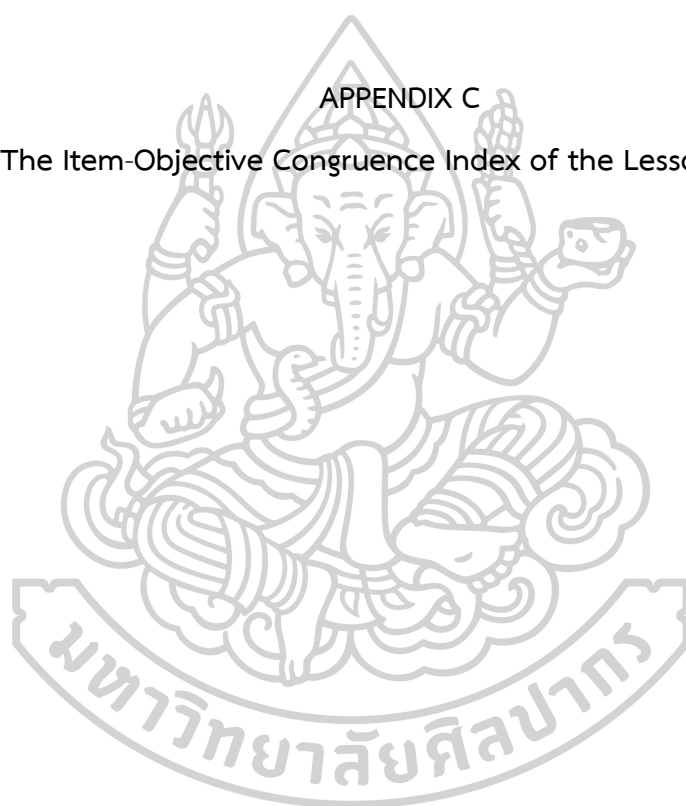 APPENDIX C
The Item-Objective Congruence Index of the Lesso
มหาวิทยาลัยศิลปากร